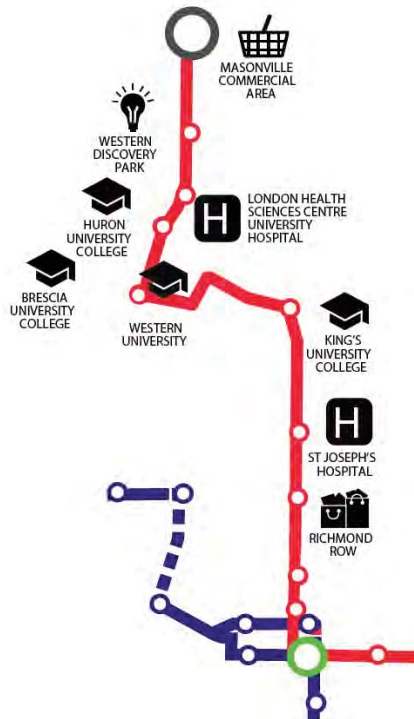 MASONVILLE
COMMERCIAL
AREA
WESTERN
DISCOVERY
PARK
HURON
UNIVERSITY
COLLEGE
H
LONDON HEALTH
SCIENCES CENTRE
UNIVERSITY
HOSPITAL
BRESCIA
UNIVERSITY
COLLEGE
WESTERN
UNIVERSITY
KING'S
UNIVERSITY
COLLEGE
H
ST JOSEPH'S
HOSPITAL
RICHMOND
ROW